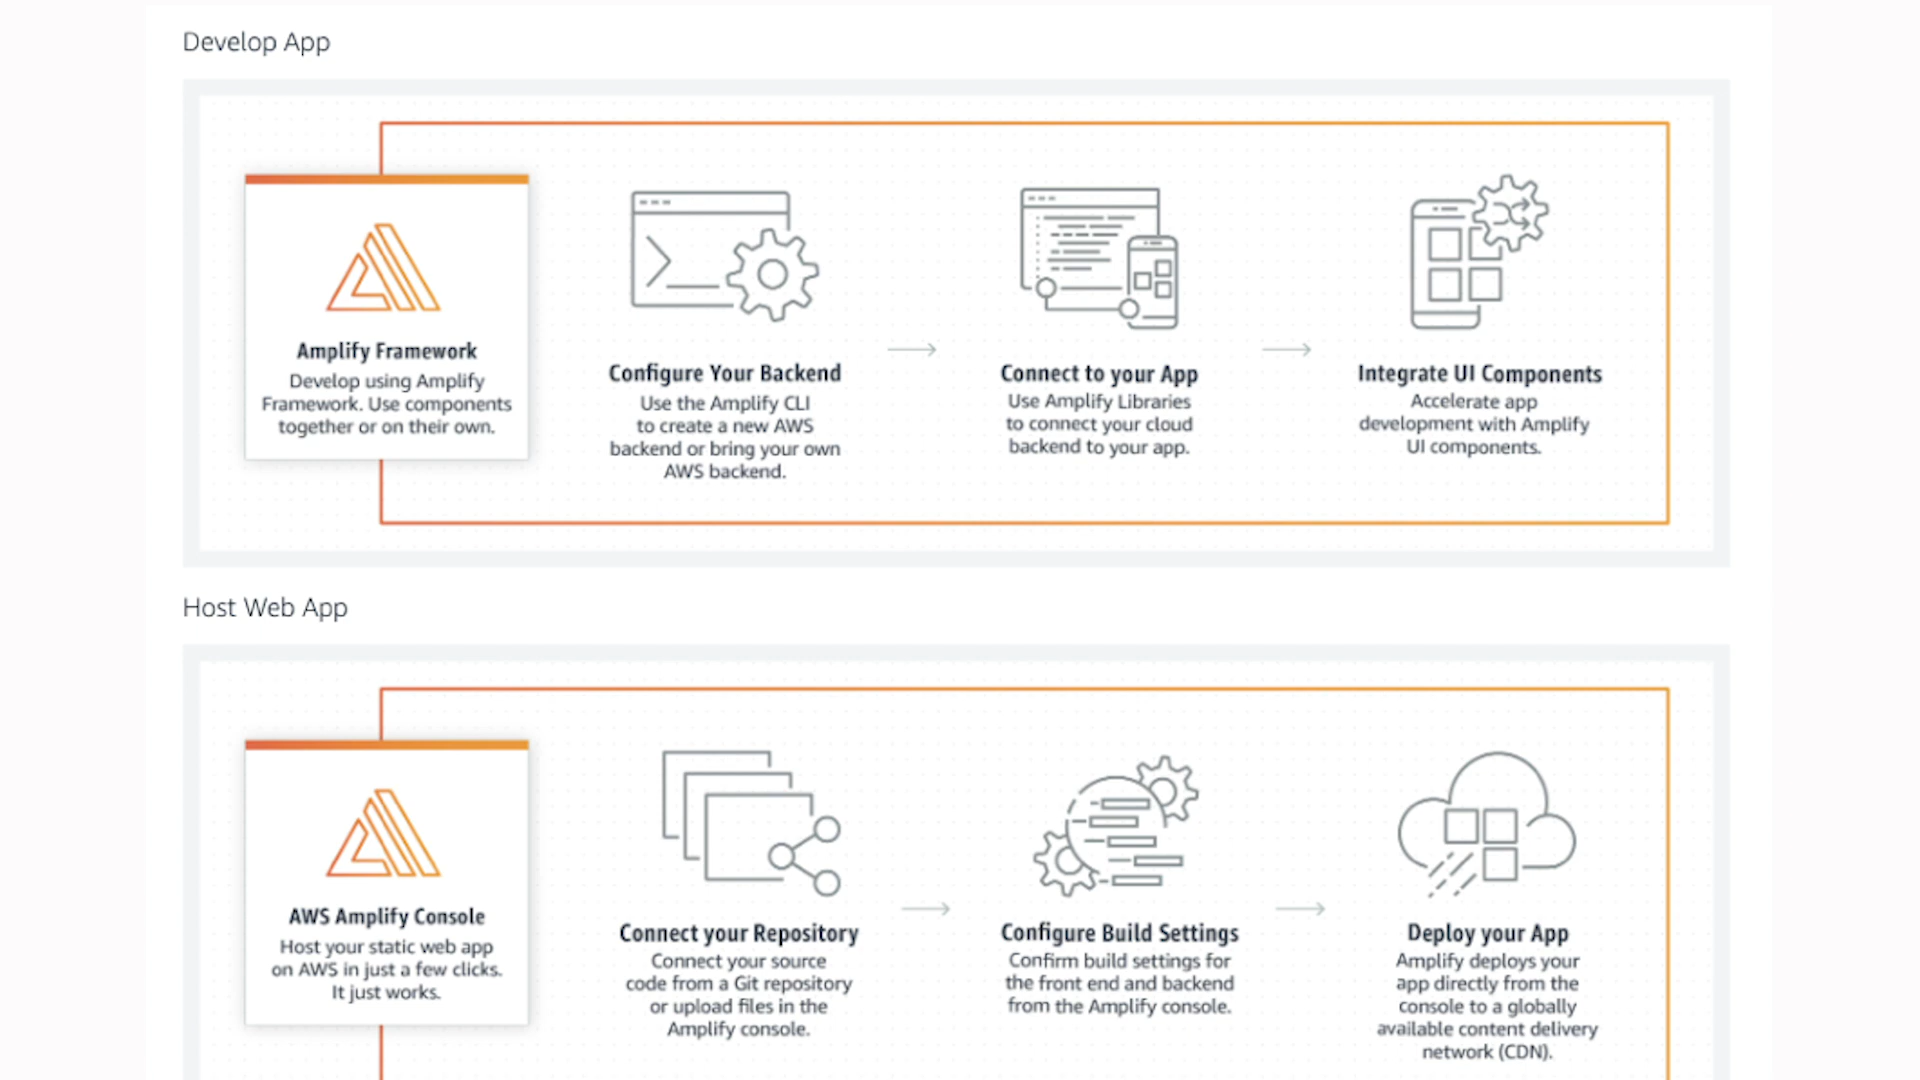 Develop App
Amplify Framework
Develop using Amplify
Framework. Use components
together or on their own.
Configure Your Backend
Use the Amplify CLI
to create a new AWS
backend or bring your own
AWS backend.
Connect to your App
Use Amplify Libraries
to connect your cloud
backend to your app.
Integrate UI Components
Accelerate app
development with Amplify
UI components.
Host Web App
AWS Amplify Console
Host your static web app
on AWS in just a few clicks.
It just works.
Connect your Repository
Connect your source
code from a Git repository
or upload files in the
Amplify console.
Configure Build Settings
Confirm build settings for
the front end and backend
from the Amplify console.
Deploy your App
Amplify deploys your
app directly from the
console to a globally
available content delivery
network (CDN).